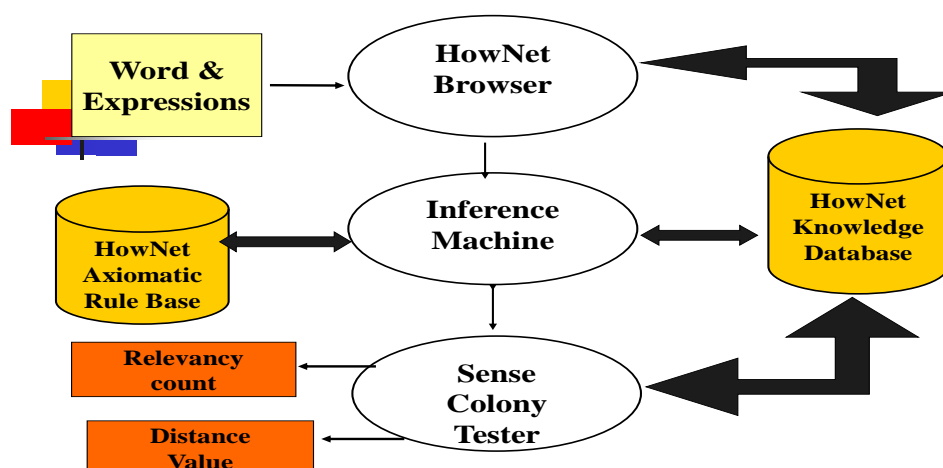 Word &
Expressions
HowNet
Browser
HowNet
Knowledge
Database
Inference
Machine
HowNet
Axiomatic
Rule Base
Relevancy
count
Sense
Colony
Tester
Distance
Value